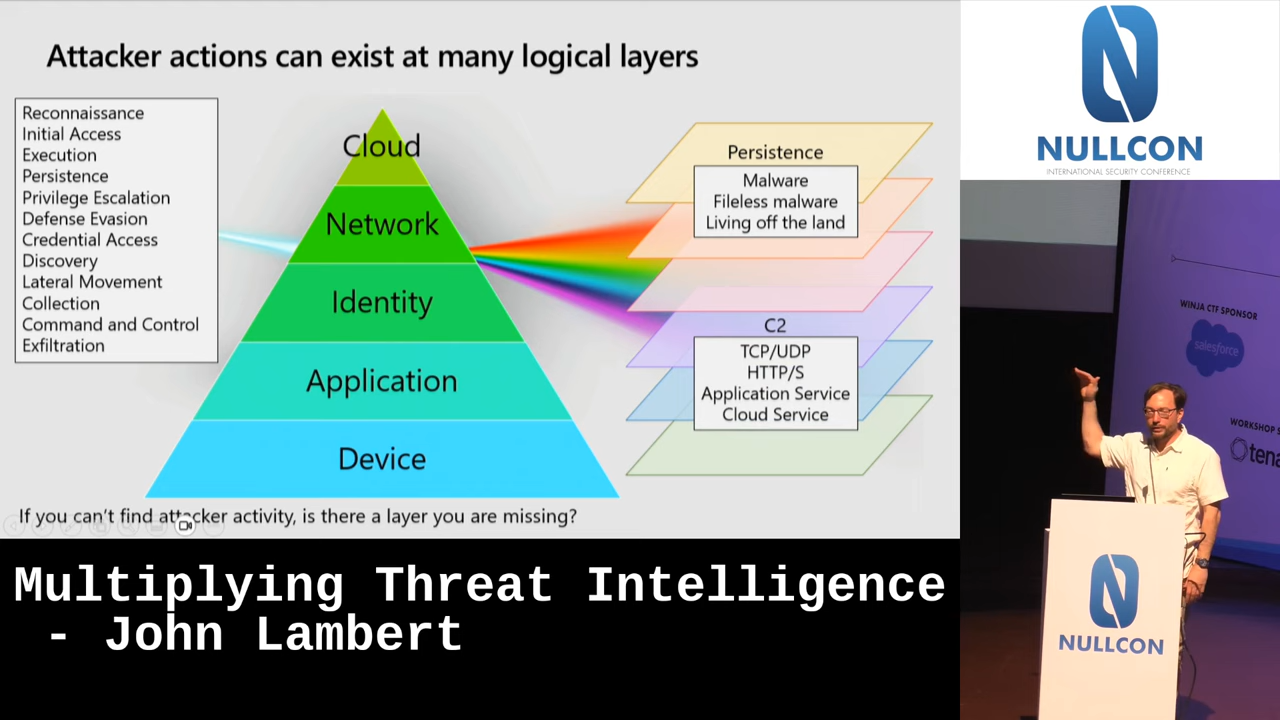 Attacker actions can exist at many logical layers
Reconnaissance
Initial Access
Execution
Persistence
Privilege Escalation
Defense Evasion
Credential Access
Discovery
Lateral Movement
Collection
Command and Control
Exfiltration
Cloud
Network
Identity
Application
Device
Persistence
Malware
Fileless malware
Living off the land
C2
TCP/UDP
HTTP/S
Application Service
Cloud Service
If you can't find attacker activity, is there a layer you are missing?
Multiplying Threat Intelligence
- John Lambert
NULLCON
INTERNATIONAL SECURITY CONFERENCE
WINJA CTF SPONSOR
salesforce
WORKSHOP S
tena
NULLCON